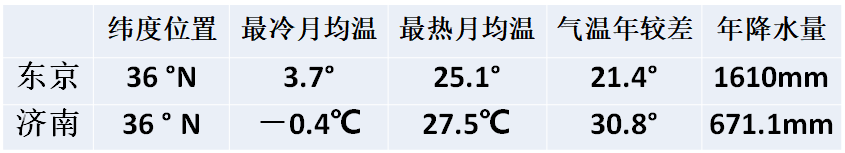 纬度位置 最冷月均温 最热月均温 气温年较差 年降水量
东京 36 °N 3.7° 25.1° 21.4° 1610mm
济南 36 ° N －0.4℃ 27.5℃ 30.8° 671.1mm